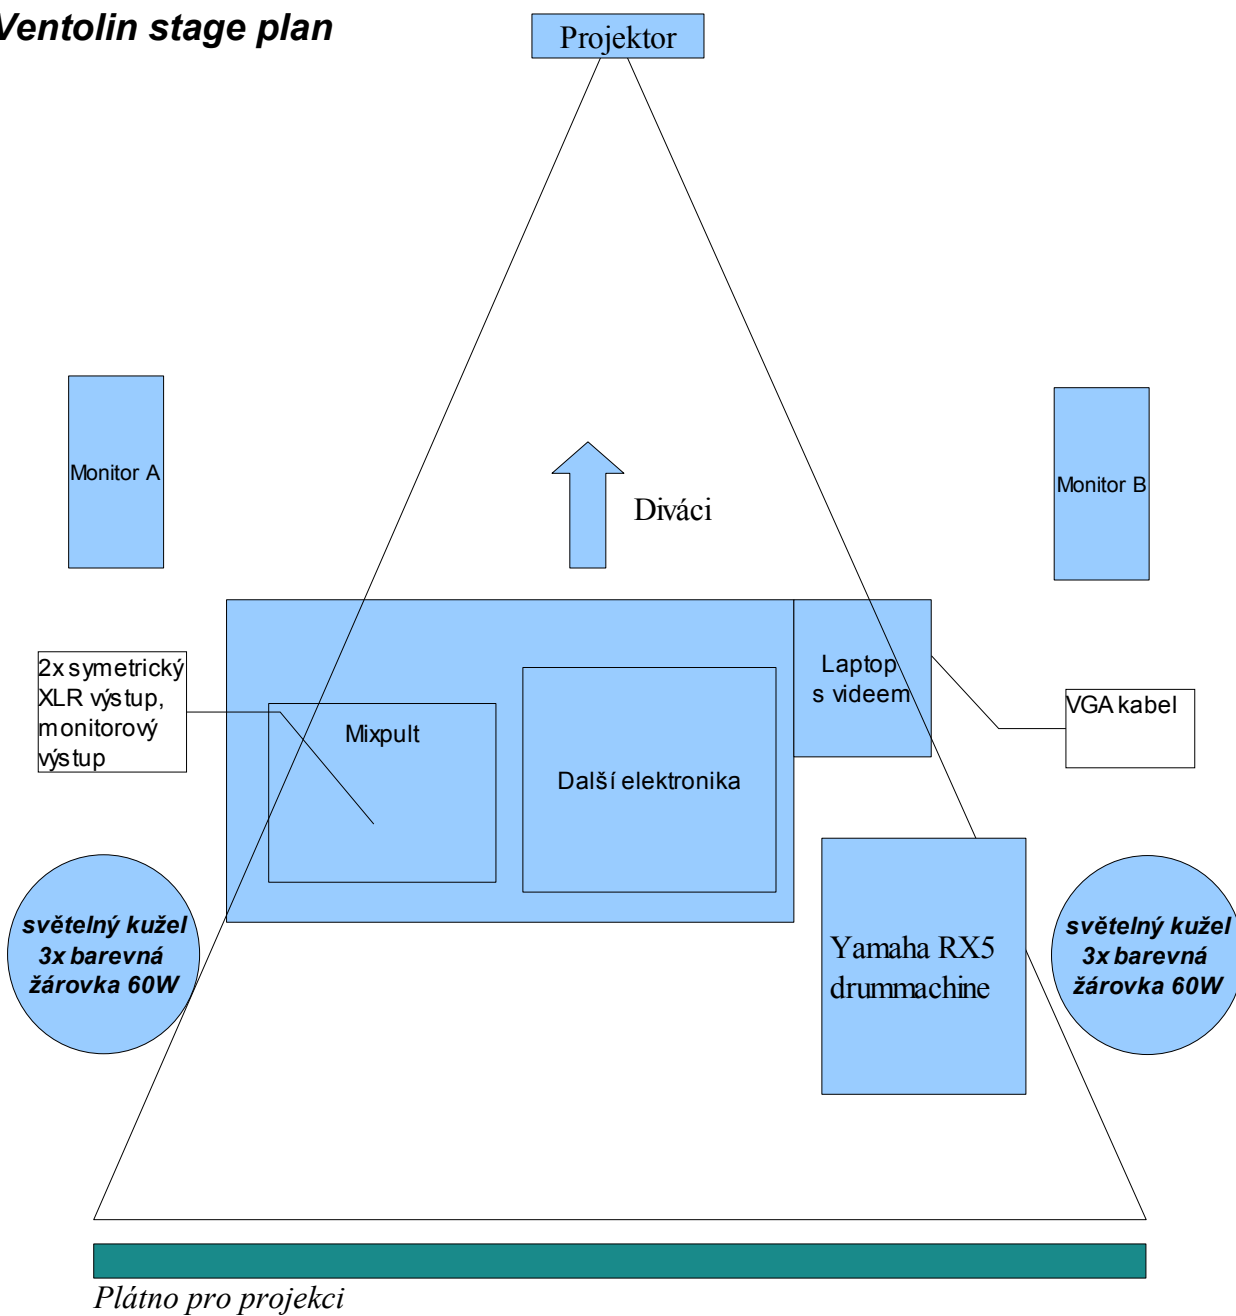 Ventolin stage plan
Projektor
Monitor A
Monitor B
Diváci
2x symetrický
XLR výstup,
monitorový
výstup
Mixpult
Další elektronika
Laptop
s videem
VGA kabel
světelný kužel
3x barevná
žárovka 60W
Yamaha RX5
drummachine
světelný kužel
3x barevná
žárovka 60W
Plátno pro projekci